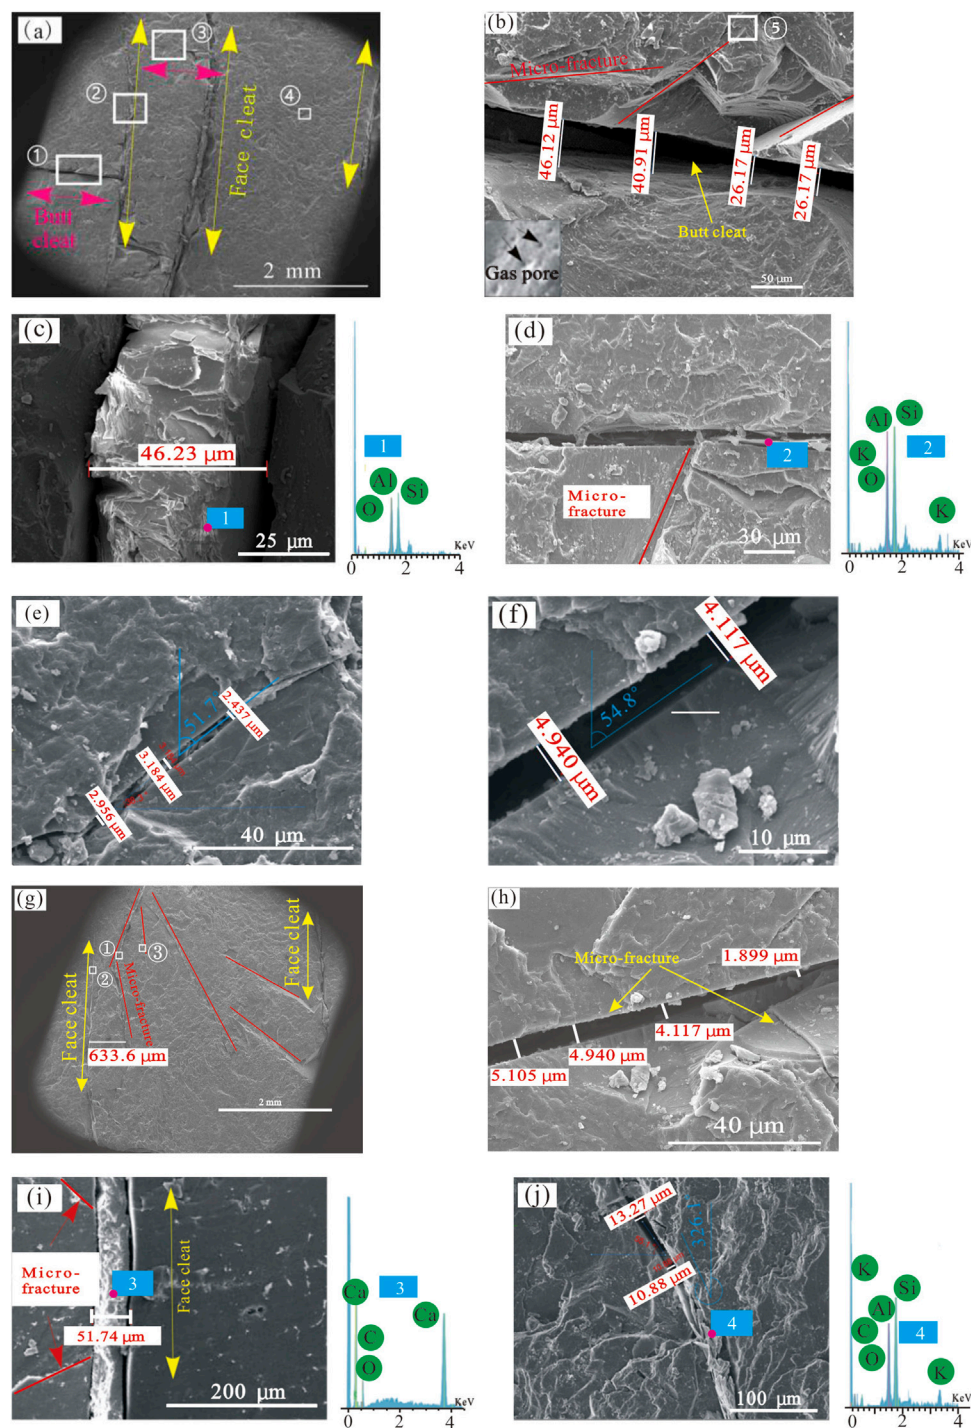 (a)
③
②
④
①
Face cleat
Butt
cleat
2 mm
(b)
⑤
Micro-fracture
46.12 μm
40.91 μm
26.17 μm
26.17 μm
Butt cleat
Gas pore
50 μm
(c)
46.23 μm
1
25 μm
1
Al
Si
O
KeV
0
2
4
(d)
2
Micro-
fracture
30 μm
Al
Si
K
2
O
K
KeV
0
2
4
(e)
2.437 μm
3.184 μm
2.956 μm
40 μm
(f)
4.117 μm
54.8°
4.940 μm
10 μm
(g)
①
③
②
Face cleat
Face cleat
Micro-fracture
633.6 μm
2 mm
(h)
Micro-fracture
1.899 μm
4.117 μm
4.940 μm
5.105 μm
40 μm
(i)
Micro-
fracture
3
Face cleat
51.74 μm
200 μm
Ca
3
Ca
C
O
KeV
0
2
4
(j)
13.27 μm
10.88 μm
4
100 μm
K
Al
Si
C
4
O
K
KeV
0
2
4